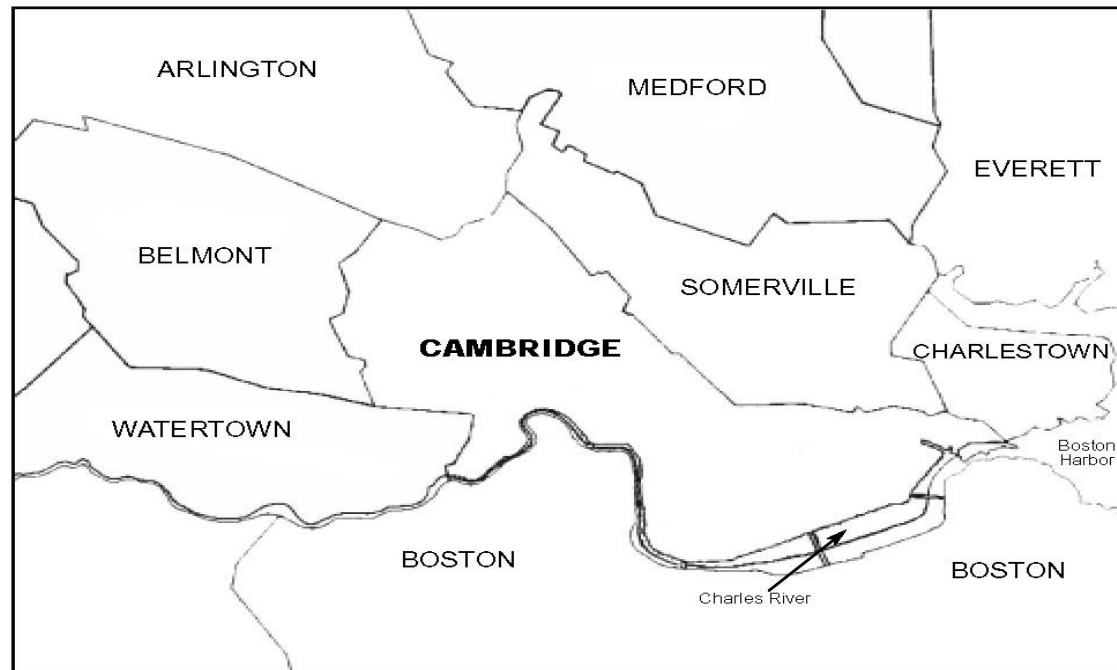 ARLINGTON
MEDFORD
EVERETT
BELMONT
SOMERVILLE
CAMBRIDGE
CHARLESTOWN
WATERTOWN
Boston
Harbor
BOSTON
BOSTON
Charles River